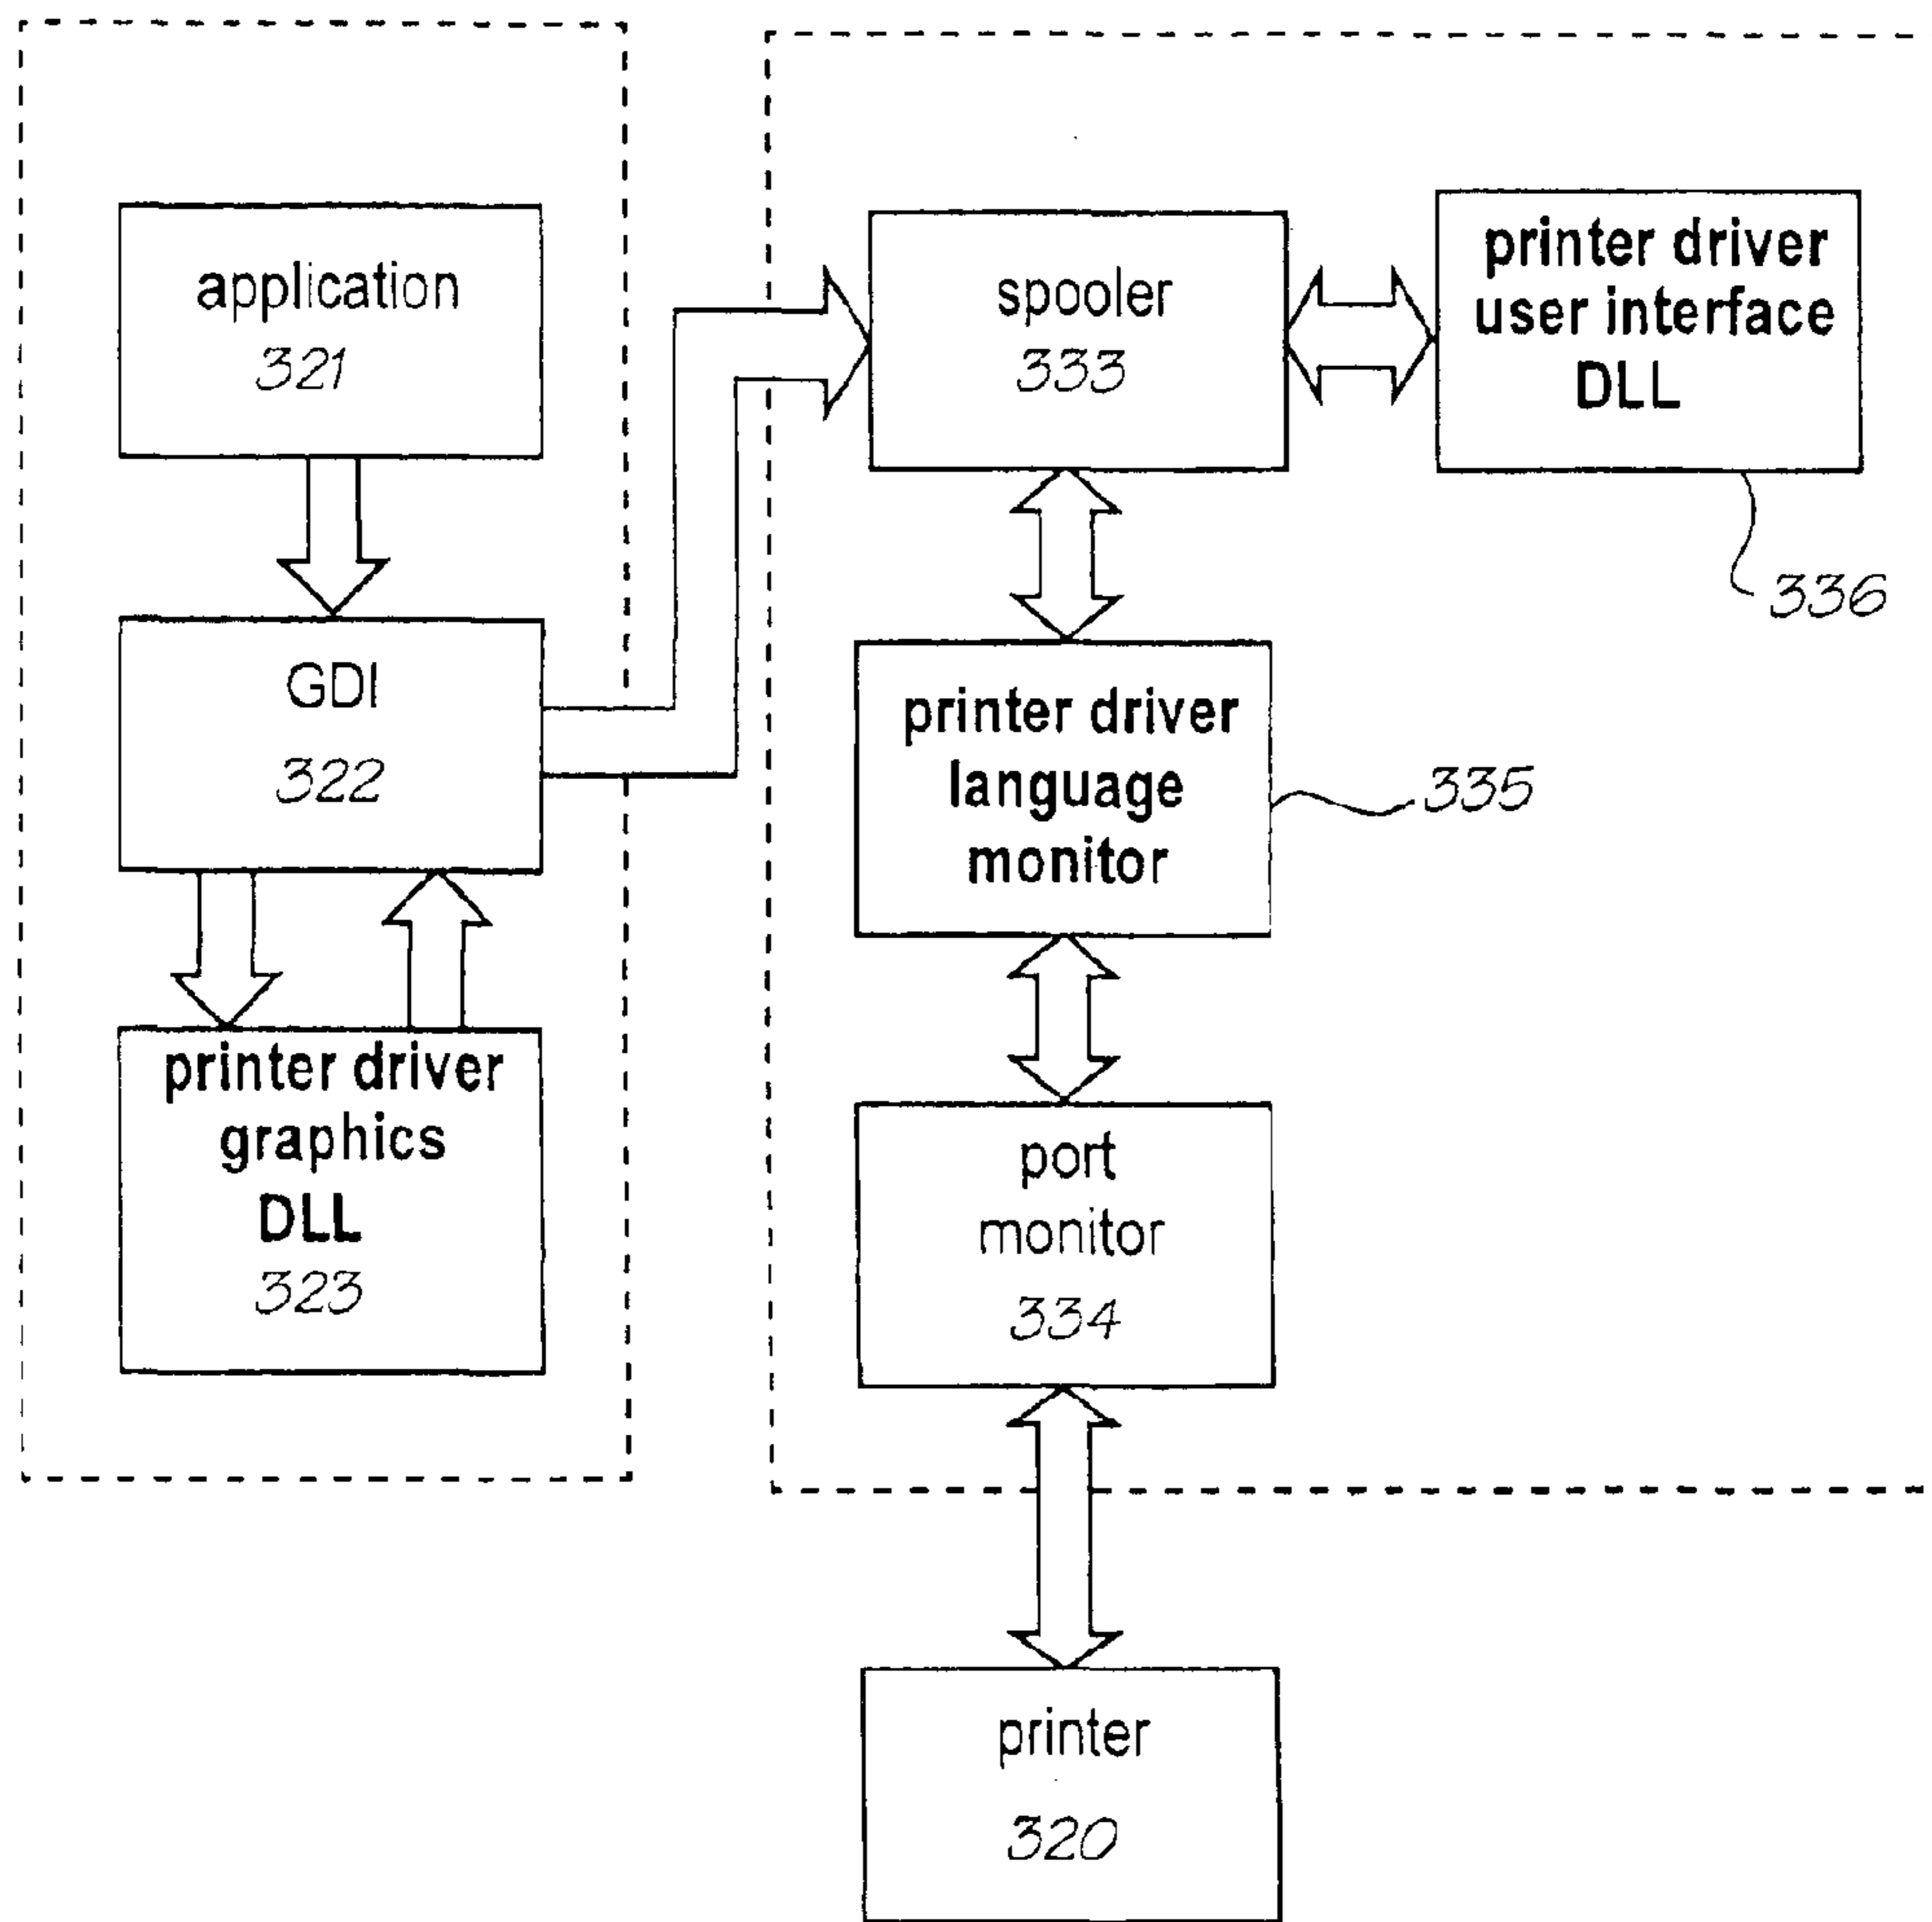 application
321
GDI
322
printer driver
graphics
DLL
323
spooler
333
printer driver
user interface
DLL
336
printer driver
language
monitor
335
port
monitor
334
printer
320